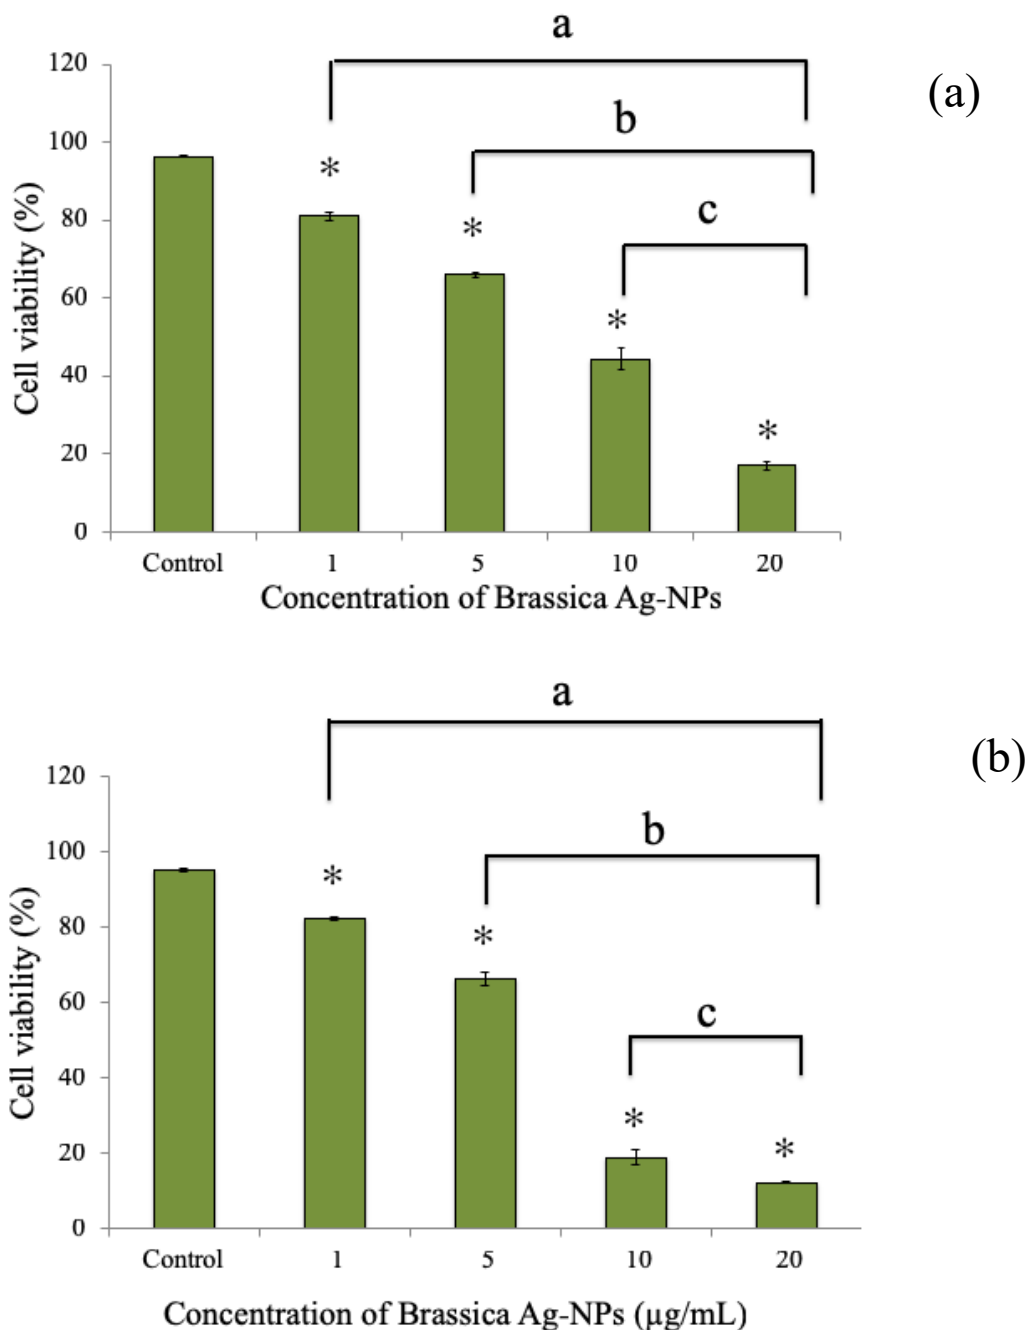 a
120
(a)
100
b
*
80
c
*
60
*
40
*
20
0
Cell viability (%)
Control 1 5 10 20
Concentration of Brassica Ag-NPs
a
(b)
120
b
100
*
80
*
60
c
40
*
20
*
0
Cell viability (%)
Control 1 5 10 20
Concentration of Brassica Ag-NPs (µg/mL)